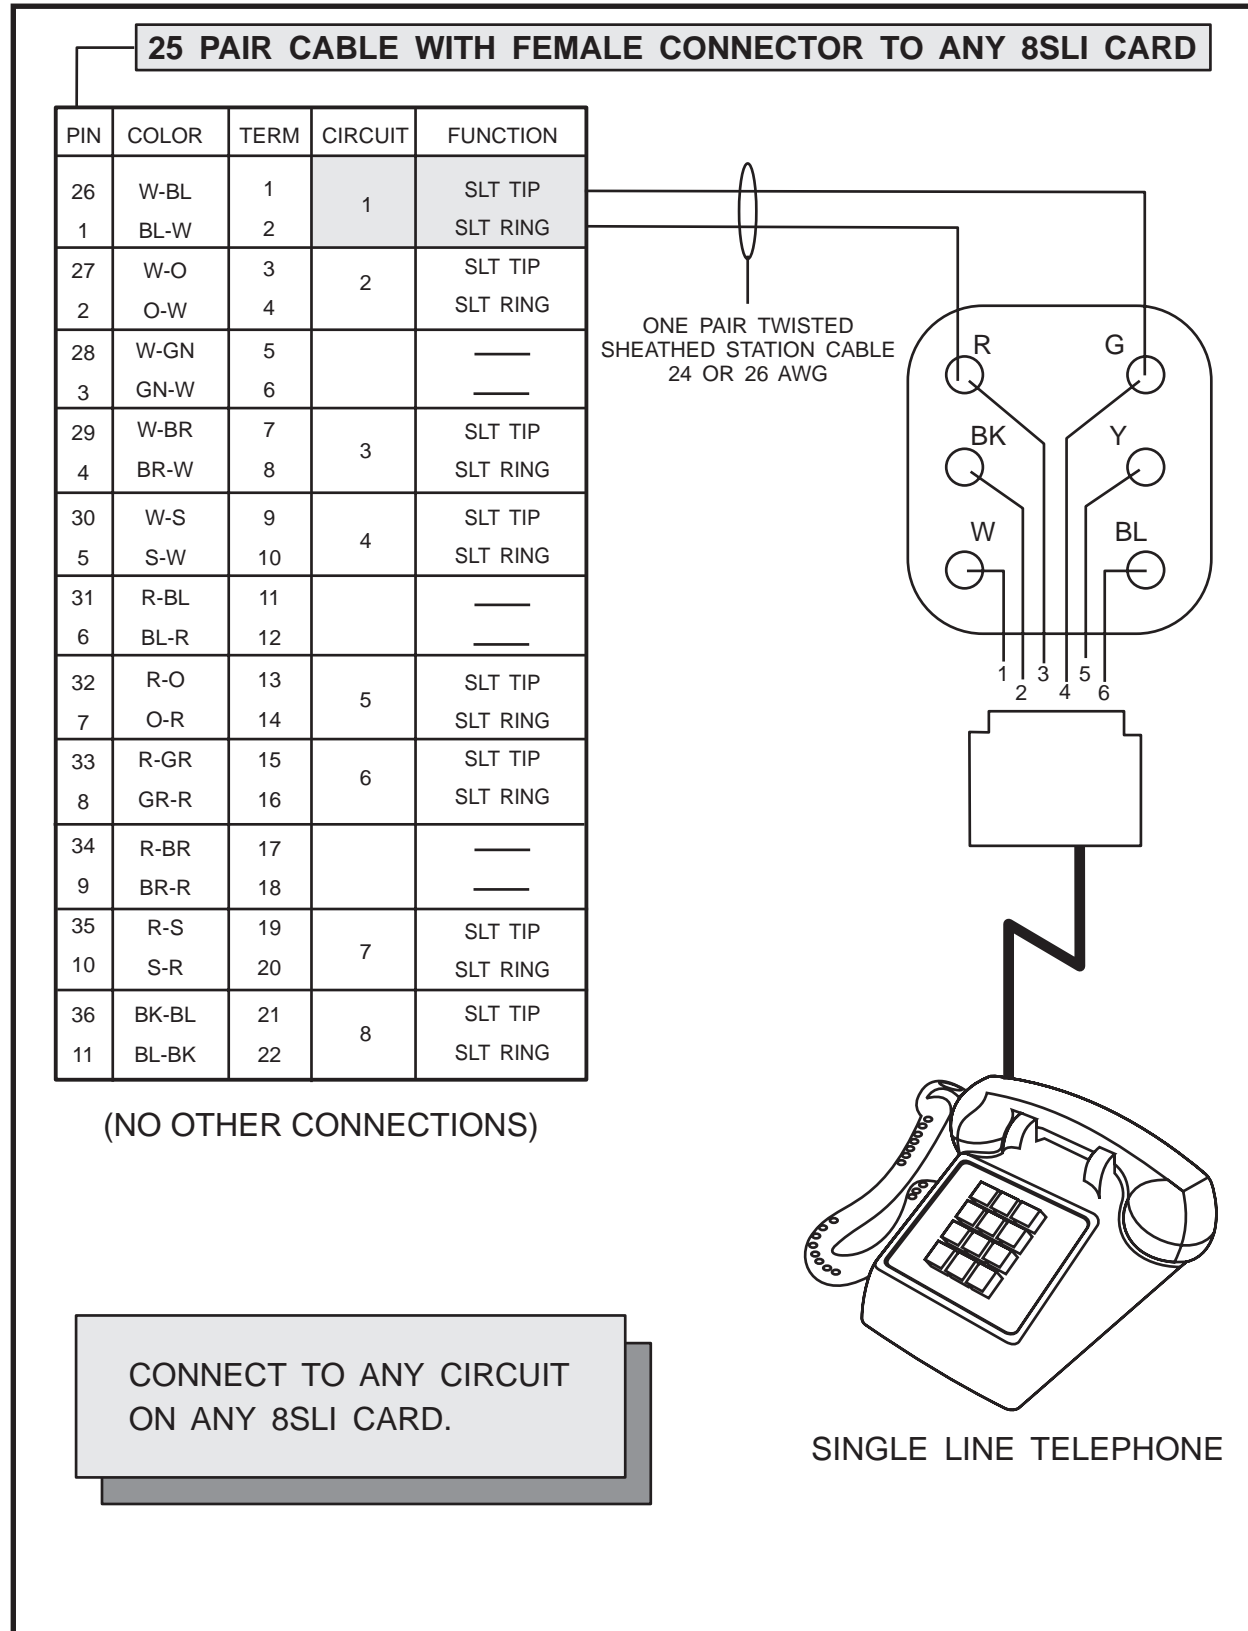 25 PAIR CABLE WITH FEMALE CONNECTOR TO ANY 8SLI CARD
PIN COLOR TERM CIRCUIT FUNCTION
26 W-BL 1 SLT TIP
1
1 BL-W 2 SLT RING
27 W-O 3 SLT TIP
2
2 O-W 4 SLT RING
28 W-GN 5
3 GN-W 6
29 W-BR 7 SLT TIP
3
4 BR-W 8 SLT RING
30 W-S 9 SLT TIP
4
5 S-W 10 SLT RING
31 R-BL 11
6 BL-R 12
32 R-O 13 SLT TIP
5
7 O-R 14 SLT RING
33 R-GR 15 SLT TIP
6
8 GR-R 16 SLT RING
34 R-BR 17
9 BR-R 18
35 R-S 19 SLT TIP
7
10 S-R 20 SLT RING
36 BK-BL 21 SLT TIP
8
11 BL-BK 22 SLT RING
(NO OTHER CONNECTIONS)
ONE PAIR TWISTED
SHEATHED STATION CABLE
24 OR 26 AWG
R G
BK Y
W BL
1 2 3 4 5 6
CONNECT TO ANY CIRCUIT
ON ANY 8SLI CARD.
SINGLE LINE TELEPHONE